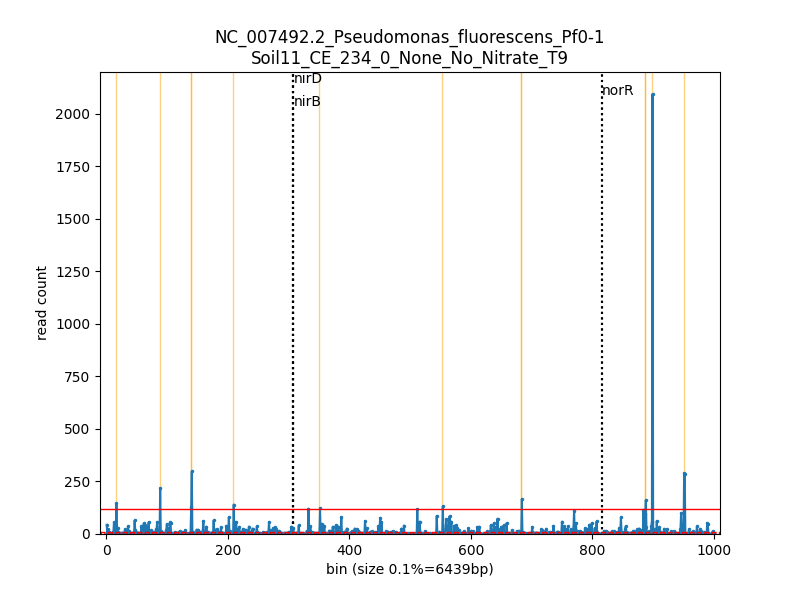 NC_007492.2_Pseudomonas_fluorescens_Pf0-1
Soil11_CE_234_0_None_No_Nitrate_T9
nirD
nirB
norR
read count
2000
1750
1500
1250
1000
750
500
250
0
0 200 400 600 800 1000
bin (size 0.1%=6439bp)